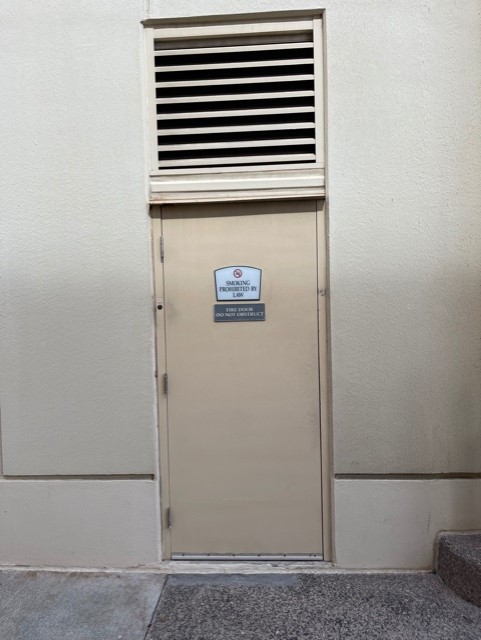 SMOKING
PROHIBITED BY
LAW
FIRE DOOR
DO NOT OBSTRUCT